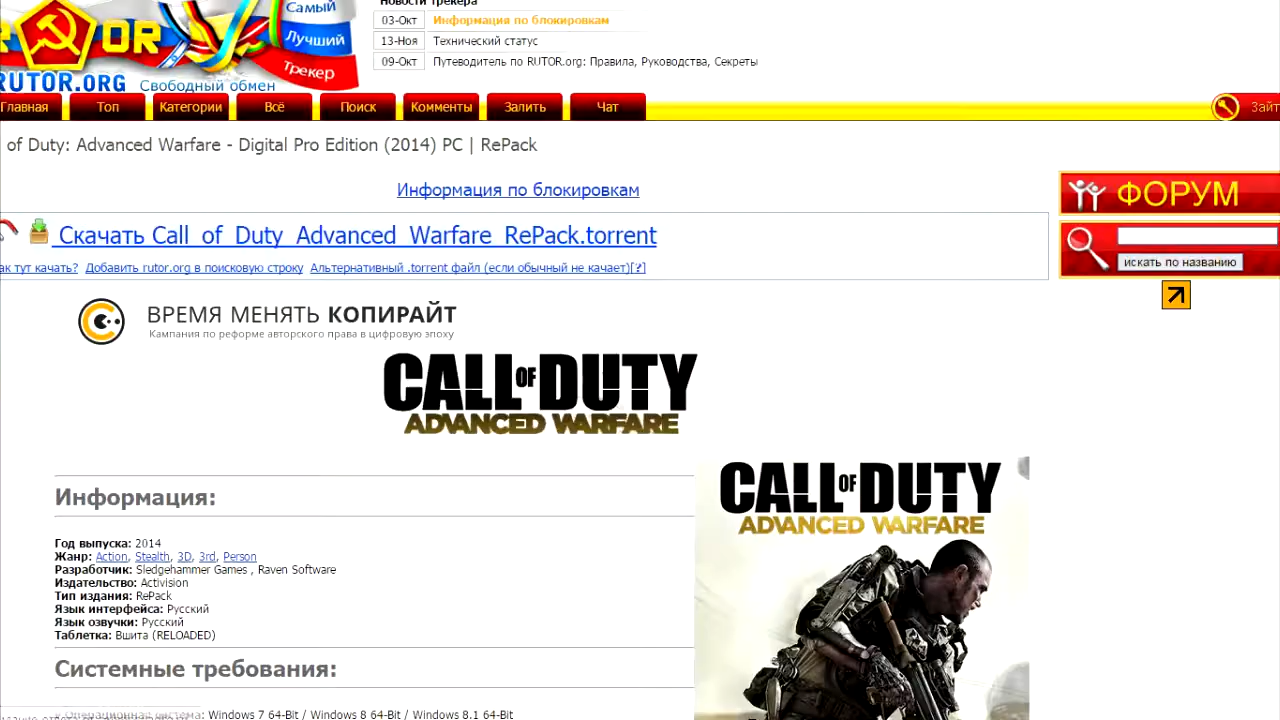 Новости трекера
03-Окт Информация по блокировкам
13-Ноя Технический статус
09-Окт Путеводитель по RUTOR.org: Правила, Руководства, Секреты
OR
Самый
Лучший
Трекер
RUTOR.ORG Свободный обмен
Главная Топ Категории Всё Поиск Комменты Залить Чат Зайт
of Duty: Advanced Warfare - Digital Pro Edition (2014) PC | RePack
Информация по блокировкам
ФОРУМ
Скачать Call_of_Duty_Advanced_Warfare_RePack.torrent
искать по названию
ак тут качать? Добавить rutor.org в поисковую строку Альтернативный .torrent файл (если обычный не качает)[?]
ВРЕМЯ МЕНЯТЬ КОПИРАЙТ
Кампания по реформе авторского права в цифровую эпоху
CALL OF DUTY
ADVANCED WARFARE
CALL OF DUTY
ADVANCED WARFARE
Информация:
Год выпуска: 2014
Жанр: Action, Stealth, 3D, 3rd, Person
Разработчик: Sledgehammer Games , Raven Software
Издательство: Activision
Тип издания: RePack
Язык интерфейса: Русский
Язык озвучки: Русский
Таблетка: Вшита (RELOADED)
Системные требования:
Операционная система: Windows 7 64-Bit / Windows 8 64-Bit / Windows 8.1 64-Bit